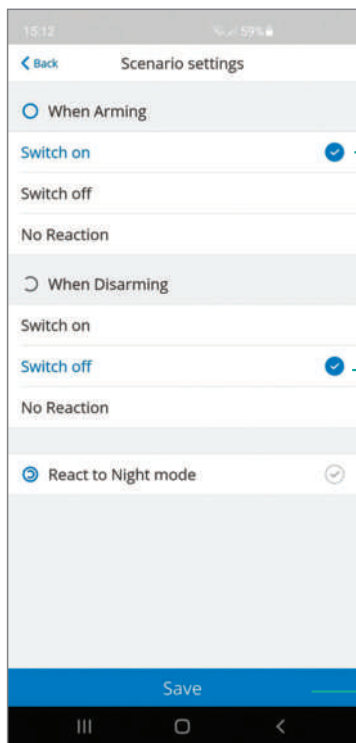 15:12 59%
Back Scenario settings
When Arming
Switch on
Switch off
No Reaction
When Disarming
Switch on
Switch off
No Reaction
React to Night mode
Save